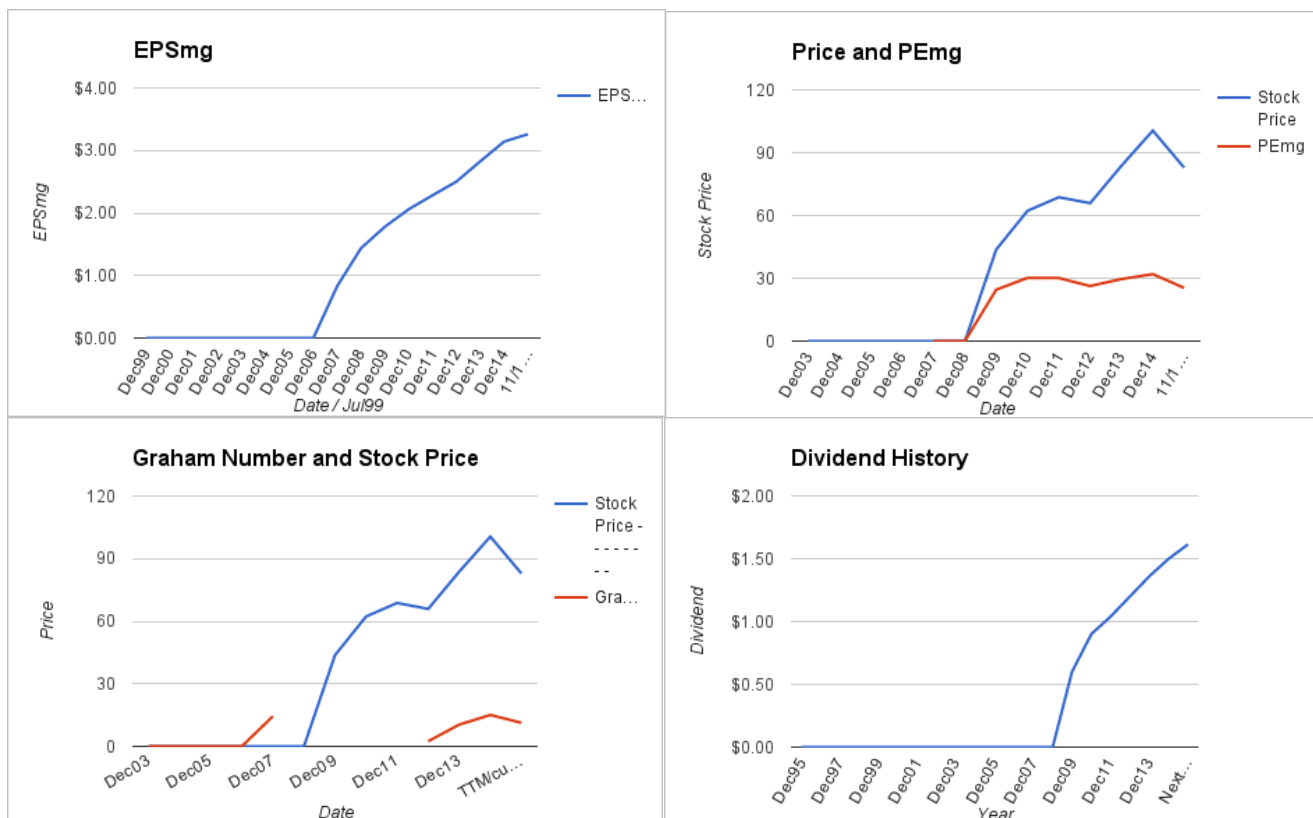 EPSmg
$4.00
$3.00
$2.00
$1.00
$0.00
EPSmg
EPS...
Dec99
Dec00
Dec01
Dec02
Dec03
Dec04
Dec05
Dec06
Dec07
Dec08
Dec09
Dec10
Dec11
Dec12
Dec13
Dec14
11/1 ...
Date / Jul99
Price and PEmg
120
90
60
30
0
Stock Price
Stock
Price
PEmg
Dec03
Dec04
Dec05
Dec06
Dec07
Dec08
Dec09
Dec10
Dec11
Dec12
Dec13
Dec14
11/1 ...
Date
Graham Number and Stock Price
120
90
60
30
0
Price
Stock
Price -
- - - - -
- -
Gra...
Dec03
Dec05
Dec07
Dec09
Dec11
Dec13
TTM/cu...
Date
Dividend History
$2.00
$1.50
$1.00
$0.50
$0.00
Dividend
Dec95
Dec97
Dec99
Dec01
Dec03
Dec05
Dec07
Dec09
Dec11
Dec13
Next...
Year